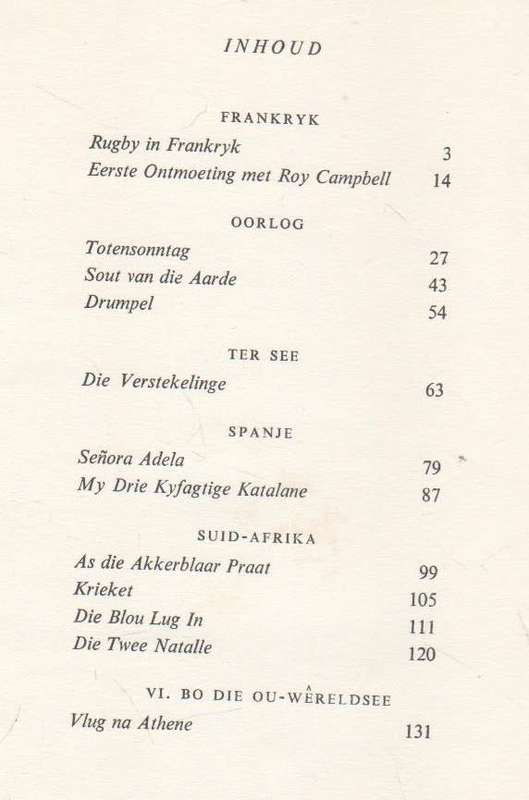 INHOUD
FRANKRYK
Rugby in Frankryk 3
Eerste Ontmoeting met Roy Campbell 14
OORLOG
Totensonntag 27
Sout van die Aarde 43
Drumpel 54
TER SEE
Die Verstekelinge 63
SPANJE
Señora Adela 79
My Drie Kyfagtige Katalane 87
SUID-AFRIKA
As die Akkerblaar Praat 99
Krieket 105
Die Blou Lug In 111
Die Twee Natalle 120
VI. BO DIE OU-WÊRELDSEE
Vlug na Athene 131